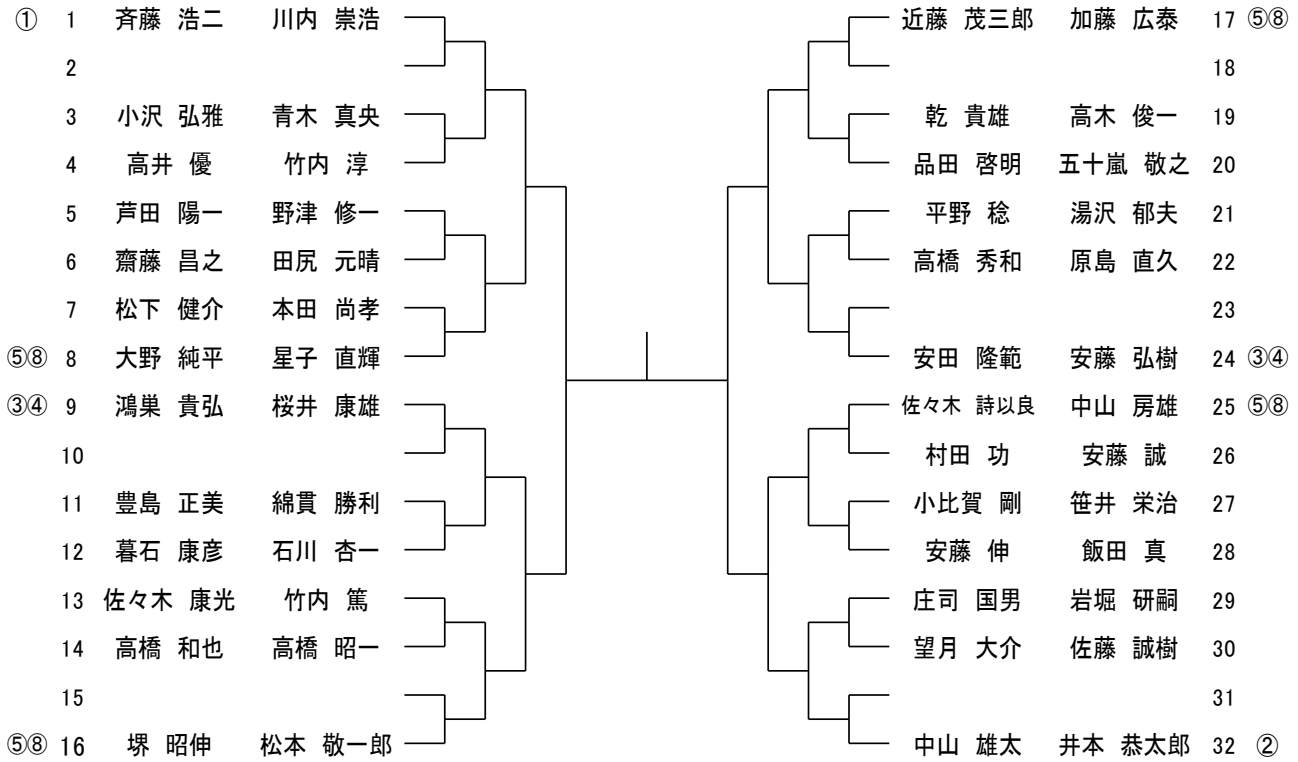 ① 1 斉藤 浩二 川内 崇浩
2
3 小沢 弘雅 青木 真央
4 高井 優 竹内 淳
5 芦田 陽一 野津 修一
6 齋藤 昌之 田尻 元晴
7 松下 健介 本田 尚孝
⑤⑧ 8 大野 純平 星子 直輝
③④ 9 鴻巣 貴弘 桜井 康雄
10
11 豊島 正美 綿貫 勝利
12 暮石 康彦 石川 杏一
13 佐々木 康光 竹内 篤
14 高橋 和也 高橋 昭一
15
⑤⑧ 16 堺 昭伸 松本 敬一郎
近藤 茂三郎 加藤 広泰 17 ⑤⑧
18
乾 貴雄 高木 俊一 19
品田 啓明 五十嵐 敬之 20
平野 稔 湯沢 郁夫 21
高橋 秀和 原島 直久 22
23
安田 隆範 安藤 弘樹 24 ③④
佐々木 詩以良 中山 房雄 25 ⑤⑧
村田 功 安藤 誠 26
小比賀 剛 笹井 栄治 27
安藤 伸 飯田 真 28
庄司 国男 岩堀 研嗣 29
望月 大介 佐藤 誠樹 30
31
中山 雄太 井本 恭太郎 32 ②